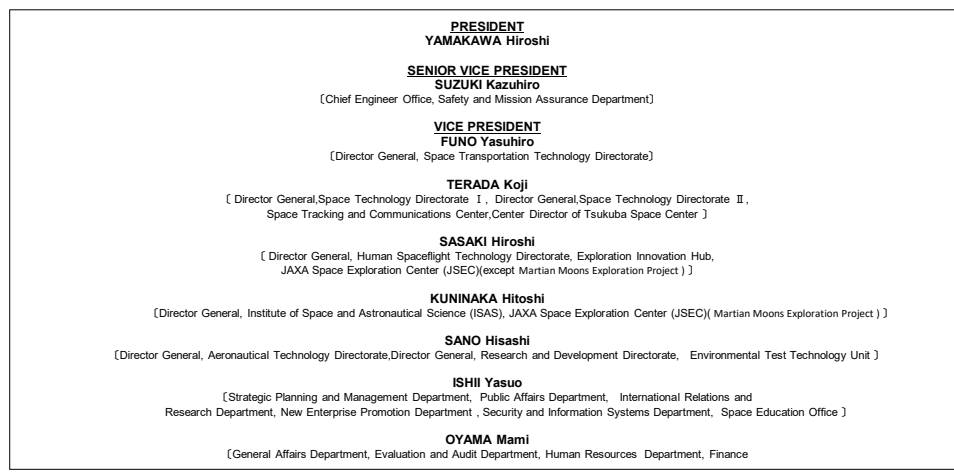 PRESIDENT
YAMAKAWA Hiroshi
SENIOR VICE PRESIDENT
SUZUKI Kazuhiro
〔Chief Engineer Office, Safety and Mission Assurance Department〕
VICE PRESIDENT
FUNO Yasuhiro
〔Director General, Space Transportation Technology Directorate〕
TERADA Koji
〔 Director General,Space Technology Directorate Ⅰ, Director General,Space Technology Directorate Ⅱ,
Space Tracking and Communications Center,Center Director of Tsukuba Space Center 〕
SASAKI Hiroshi
〔 Director General, Human Spaceflight Technology Directorate, Exploration Innovation Hub,
JAXA Space Exploration Center (JSEC)(except Martian Moons Exploration Project ) 〕
KUNINAKA Hitoshi
〔Director General, Institute of Space and Astronautical Science (ISAS), JAXA Space Exploration Center (JSEC)( Martian Moons Exploration Project ) 〕
SANO Hisashi
〔Director General, Aeronautical Technology Directorate,Director General, Research and Development Directorate, Environmental Test Technology Unit 〕
ISHII Yasuo
〔Strategic Planning and Management Department, Public Affairs Department, International Relations and
Research Department, New Enterprise Promotion Department , Security and Information Systems Department, Space Education Office 〕
OYAMA Mami
〔General Affairs Department, Evaluation and Audit Department, Human Resources Department, Finance